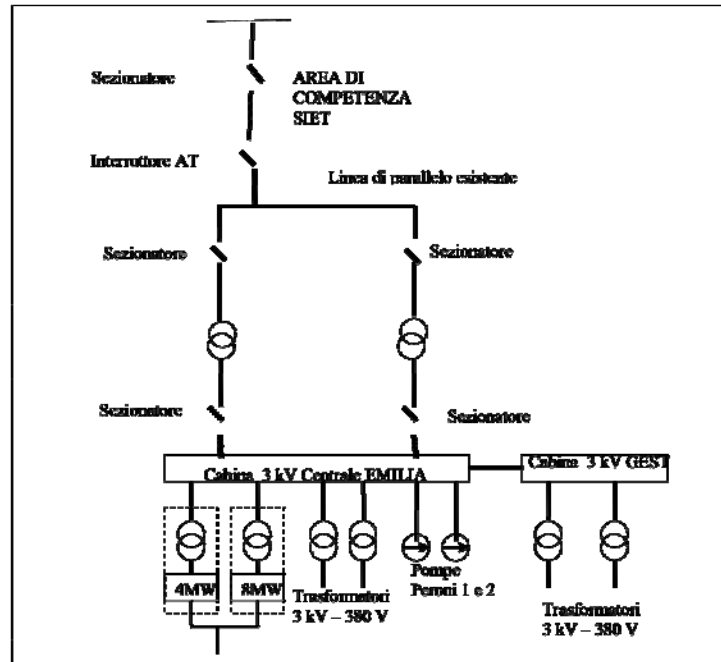 Sezionatore
AREA DI
COMPETENZA
SIET
Interruttore AT
Linea di parallelo esistente
Sezionatore
Sezionatore
Sezionatore
Sezionatore
Cabina 3 kV Centrale EMILIA
Cabina 3 kV GEST
4MW
8MW
Trasformatori
3 kV – 380 V
Pompe
Peroni 1 e 2
Trasformatori
3 kV – 380 V